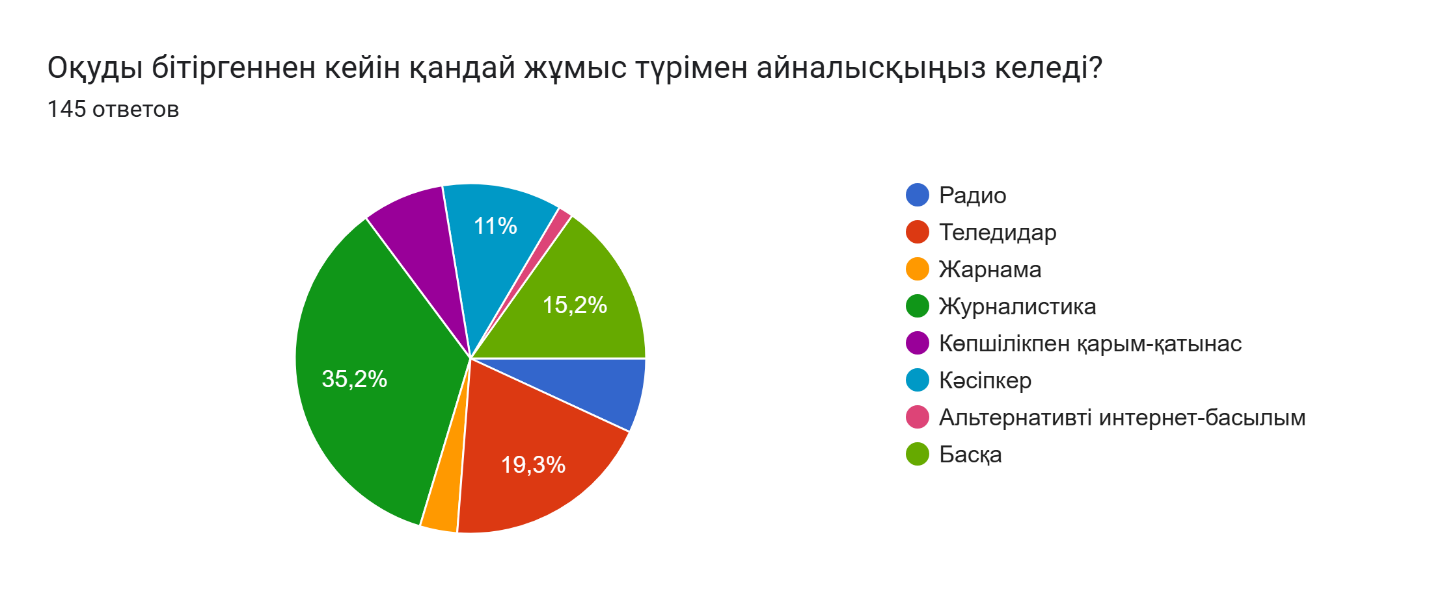 Оқуды бітіргеннен кейін қандай жұмыс түрімен айналысқыңыз келеді?
145 ответов
11%
15,2%
35,2%
19,3%
Радио
Теледидар
Жарнама
Журналистика
Көпшілікпен қарым-қатынас
Кәсіпкер
Альтернативті интернет-басылым
Басқа